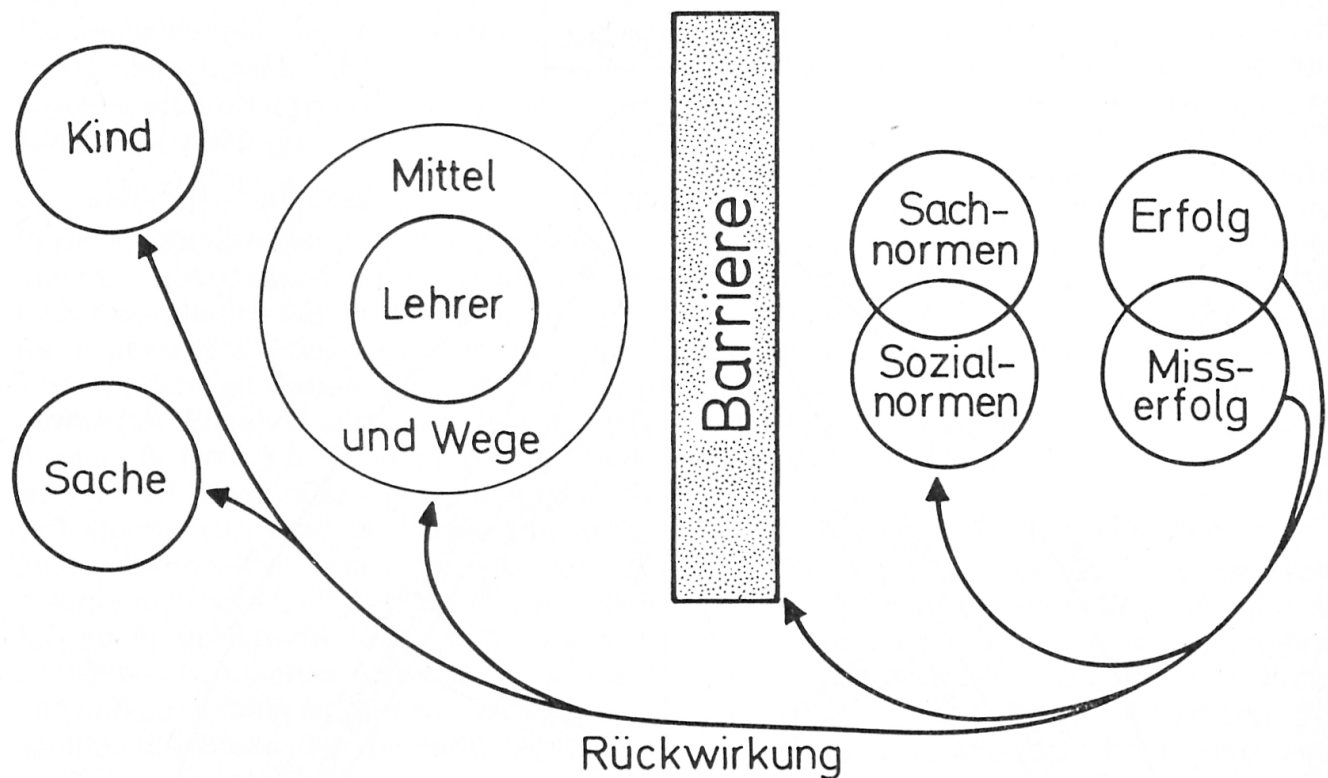 Kind
Sache
Mittel
Lehrer
und Wege
Barriere
Sach-
normen
Sozial-
normen
Erfolg
Miss-
erfolg
Rückwirkung